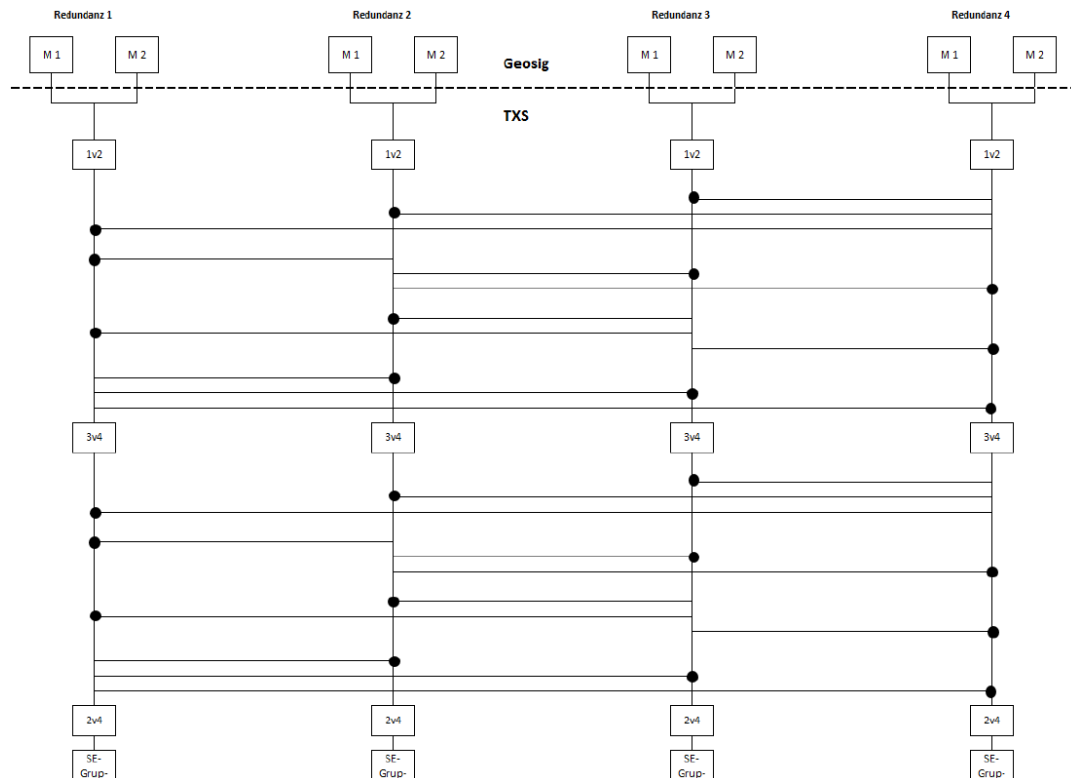 Redundanz 1 Redundanz 2 Redundanz 3 Redundanz 4
M 1 M 2 M 1 M 2 M 1 M 2 M 1 M 2
Geosig
TXS
1v2 1v2 1v2 1v2
3v4 3v4 3v4 3v4
2v4 2v4 2v4 2v4
SE- SE- SE- SE-
Grup- Grup- Grup- Grup-